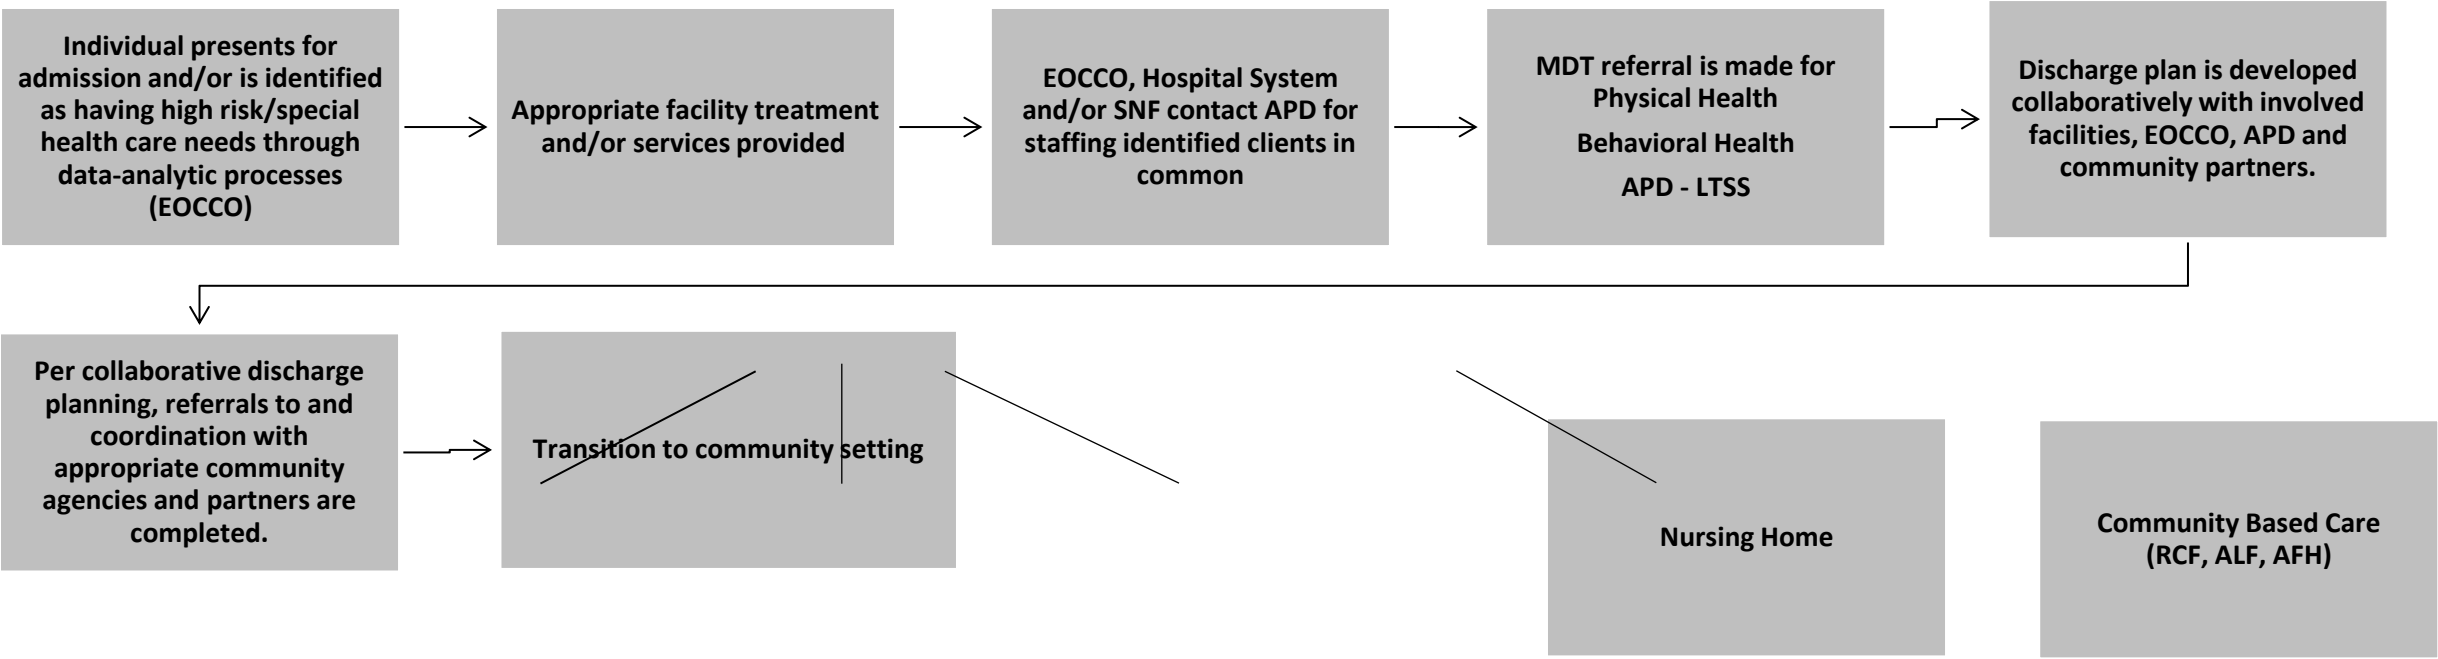 Individual presents for
admission and/or is identified
as having high risk/special
health care needs through
data-analytic processes
(EOCCO)
Appropriate facility treatment
and/or services provided
EOCCO, Hospital System
and/or SNF contact APD for
staffing identified clients in
common
MDT referral is made for
Physical Health
Behavioral Health
APD - LTSS
Discharge plan is developed
collaboratively with involved
facilities, EOCCO, APD and
community partners.
Per collaborative discharge
planning, referrals to and
coordination with
appropriate community
agencies and partners are
completed.
Transition to community setting
Nursing Home
Community Based Care
(RCF, ALF, AFH)